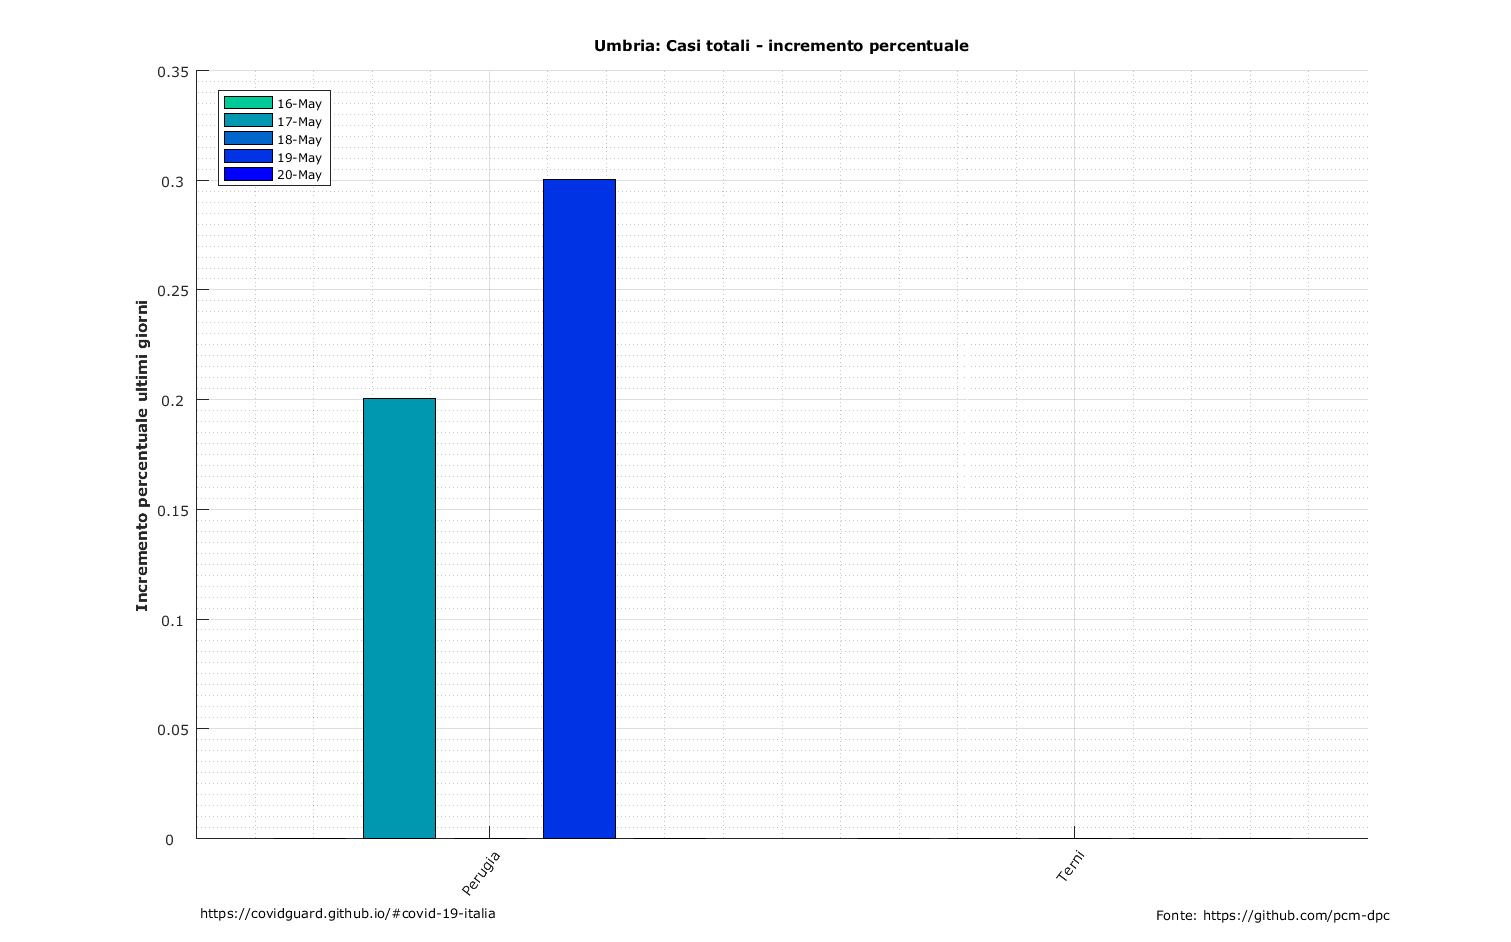 Umbria: Casi totali - incremento percentuale
0.35
0.3
0.25
0.2
0.15
0.1
0.05
0
Incremento percentuale ultimi giorni
16-May
17-May
18-May
19-May
20-May
Perugia
Terni
https://covidguard.github.io/#covid-19-italia
Fonte: https://github.com/pcm-dpc